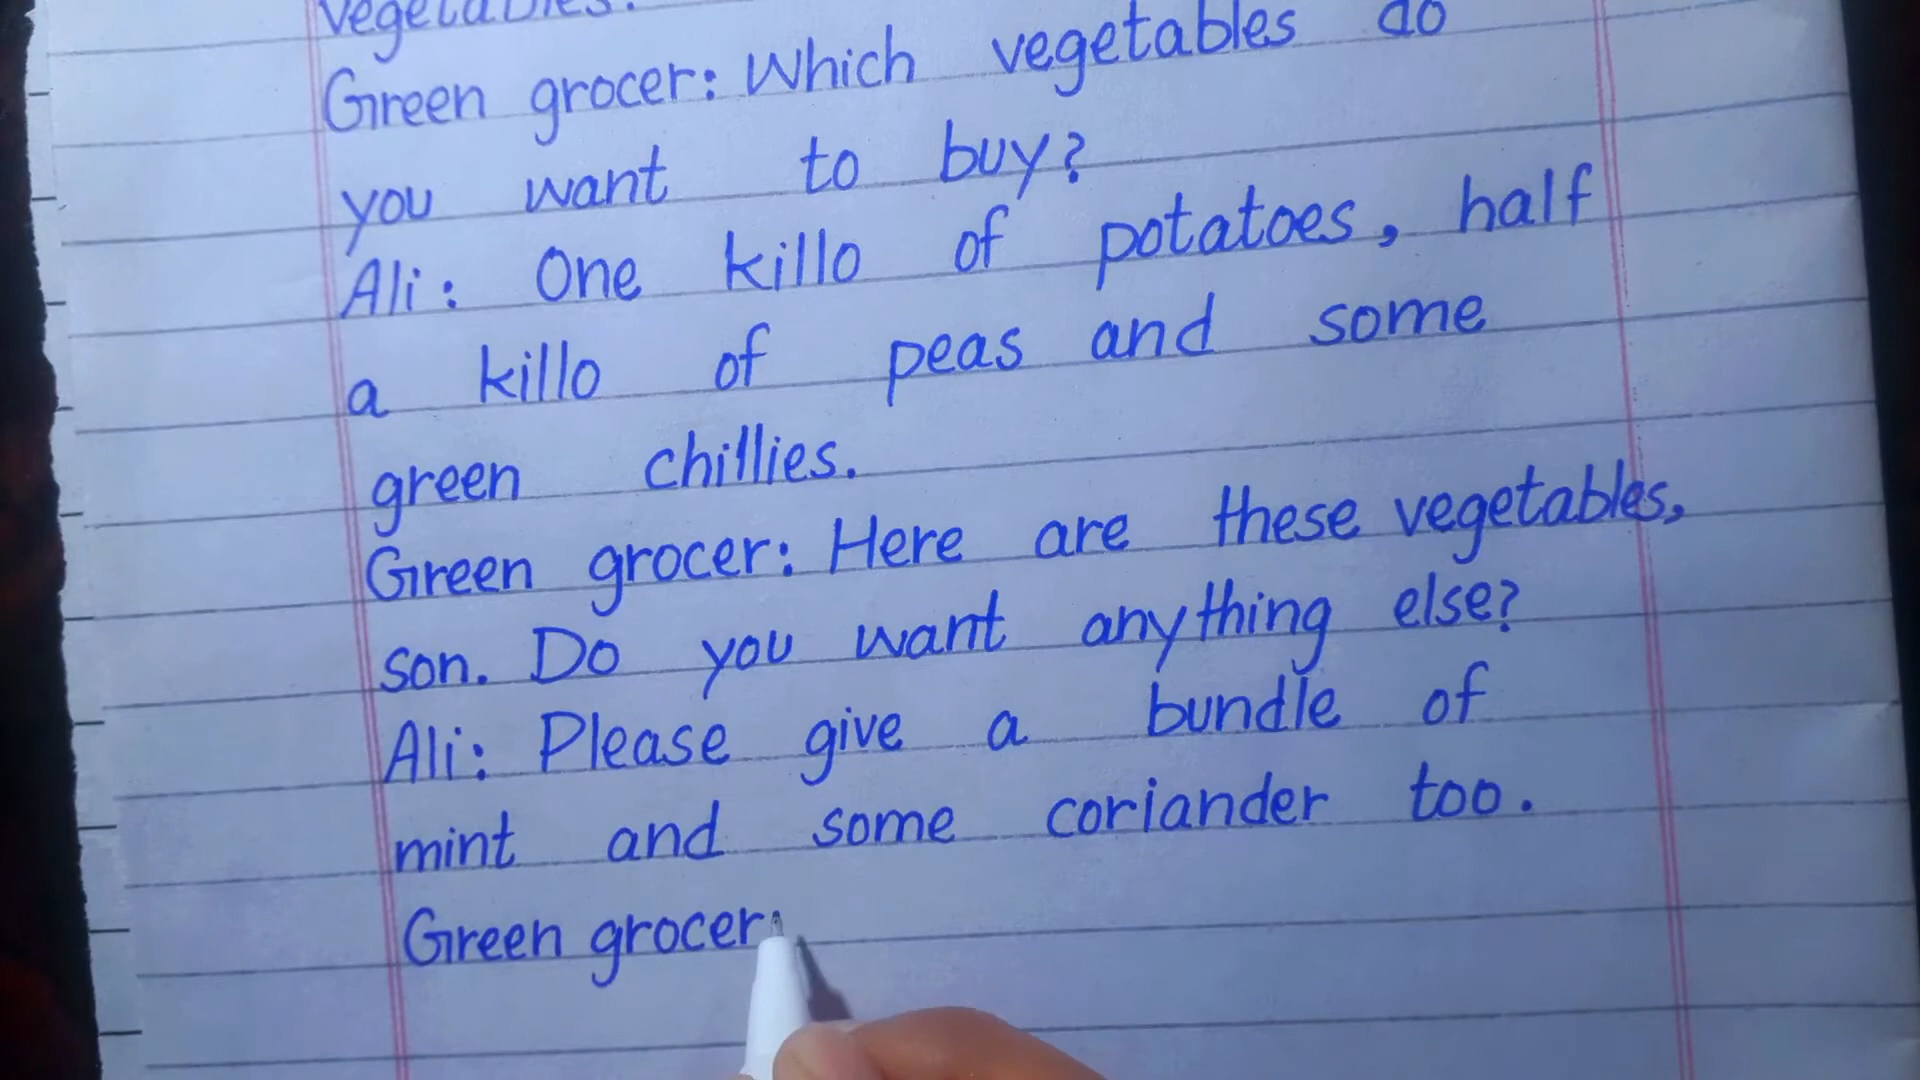 vegetables.
Green grocer: Which vegetables do
you want to buy?
Ali: One killo of potatoes, half
a killo of peas and some
green chillies.
Green grocer: Here are these vegetables,
son. Do you want anything else?
Ali: Please give a bundle of
mint and some coriander too.
Green grocer: